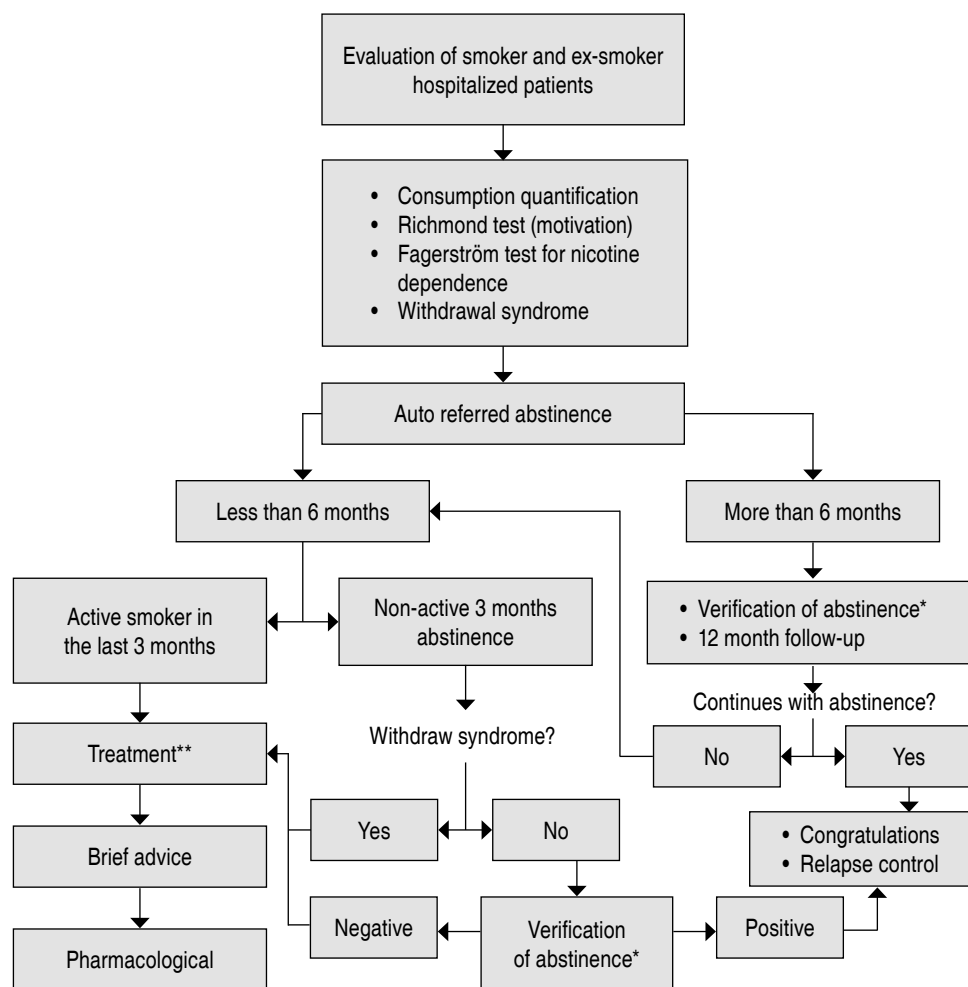 Evaluation of smoker and ex-smoker
hospitalized patients
• Consumption quantification
• Richmond test (motivation)
• Fagerström test for nicotine
dependence
• Withdrawal syndrome
Auto referred abstinence
Less than 6 months
More than 6 months
Active smoker in
the last 3 months
Non-active 3 months
abstinence
• Verification of abstinence*
• 12 month follow-up
Continues with abstinence?
Treatment**
Withdraw syndrome?
No
Yes
Brief advice
Yes
No
• Congratulations
• Relapse control
Pharmacological
Negative
Verification
of abstinence*
Positive